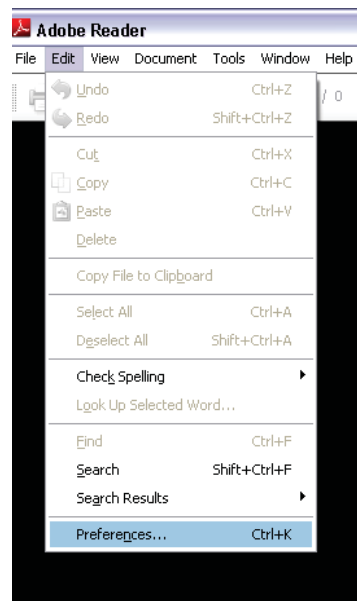 Adobe Reader
File Edit View Document Tools Window Help
/ 0
Undo Ctrl+Z
Redo Shift+Ctrl+Z
Cut Ctrl+X
Copy Ctrl+C
Paste Ctrl+V
Delete
Copy File to Clipboard
Select All Ctrl+A
Deselect All Shift+Ctrl+A
Check Spelling
Look Up Selected Word...
Find Ctrl+F
Search Shift+Ctrl+F
Search Results
Preferences... Ctrl+K